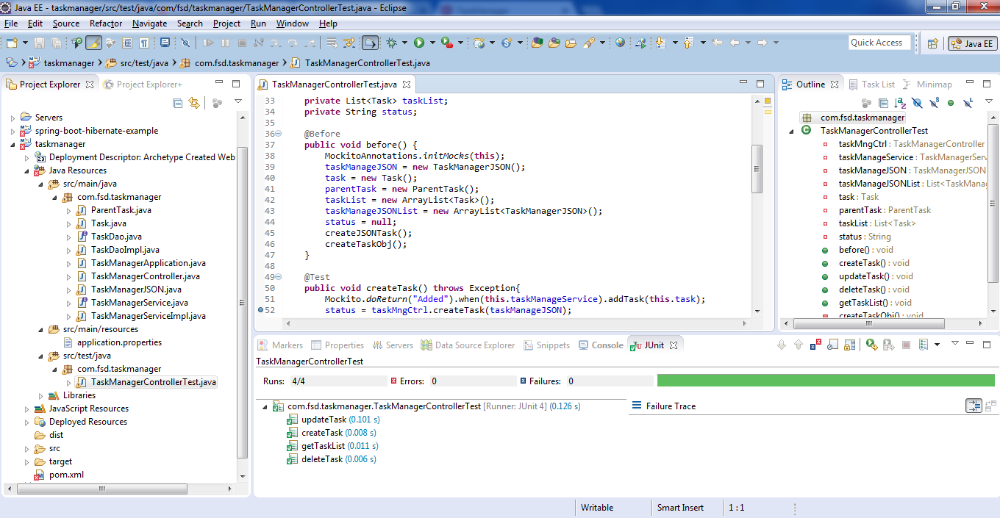 Java EE - taskmanager/src/test/java/com/fsd/taskmanager/TaskManagerControllerTest.java - Eclipse
File Edit Source Refactor Navigate Search Project Run Window Help
Quick Access
Java EE
taskmanager src/test/java com.fsd.taskmanager TaskManagerControllerTest.java
Project Explorer
Project Explorer+
Servers
spring-boot-hibernate-example
taskmanager
Deployment Descriptor: Archetype Created Web
Java Resources
src/main/java
com.fsd.taskmanager
ParentTask.java
Task.java
TaskDao.java
TaskDaoImpl.java
TaskManagerApplication.java
TaskManagerController.java
TaskManagerJSON.java
TaskManagerService.java
TaskManagerServiceImpl.java
src/main/resources
application.properties
src/test/java
com.fsd.taskmanager
TaskManagerControllerTest.java
Libraries
JavaScript Resources
Deployed Resources
dist
src
target
pom.xml
TaskManagerControllerTest.java
33 private List<Task> taskList;
34 private String status;
35
36 @Before
37 public void before() {
38 MockitoAnnotations.initMocks(this);
39 taskManageJSON = new TaskManagerJSON();
40 task = new Task();
41 parentTask = new ParentTask();
42 taskList = new ArrayList<Task>();
43 taskManageJSONList = new ArrayList<TaskManagerJSON>();
44 status = null;
45 createJSONTask();
46 createTaskObj();
47 }
48
49 @Test
50 public void createTask() throws Exception{
51 Mockito.doReturn("Added").when(this.taskManageService).addTask(this.task);
52 status = taskMngCtrl.createTask(taskManageJSON);
Outline
Task List
Minimap
com.fsd.taskmanager
TaskManagerControllerTest
taskMngCtrl : TaskManagerController
taskManageService : TaskManagerServ
taskManageJSON : TaskManagerJSON
taskManageJSONList : List<TaskManag
task : Task
parentTask : ParentTask
taskList : List<Task>
status : String
before() : void
createTask() : void
updateTask() : void
deleteTask() : void
getTaskList() : void
createTaskObj() : void
Markers Properties Servers Data Source Explorer Snippets Console JUnit
TaskManagerControllerTest
Runs: 4/4 Errors: 0 Failures: 0
com.fsd.taskmanager.TaskManagerControllerTest [Runner: JUnit 4] (0.126 s)
updateTask (0.101 s)
createTask (0.008 s)
getTaskList (0.011 s)
deleteTask (0.006 s)
Failure Trace
Writable Smart Insert 1 : 1